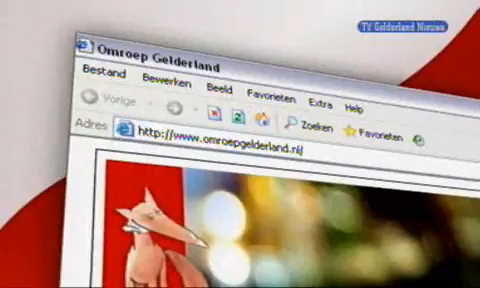 TV Gelderland Nieuws
Omroep Gelderland
Bestand Bewerken Beeld Favorieten Extra Help
Vorige Zoeken Favorieten
Adres http://www.omroepgelderland.nl/